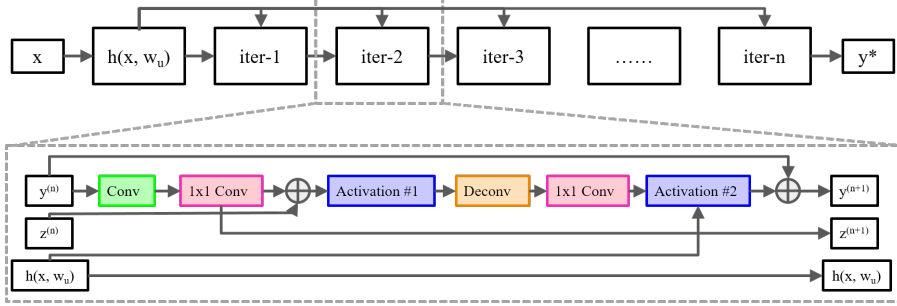 x h(x, wᵤ) iter-1 iter-2 iter-3 ...... iter-n y*
y⁽ⁿ⁾ Conv 1x1 Conv Activation #1 Deconv 1x1 Conv Activation #2 y⁽ⁿ⁺¹⁾
z⁽ⁿ⁾ z⁽ⁿ⁺¹⁾
h(x, wᵤ) h(x, wᵤ)